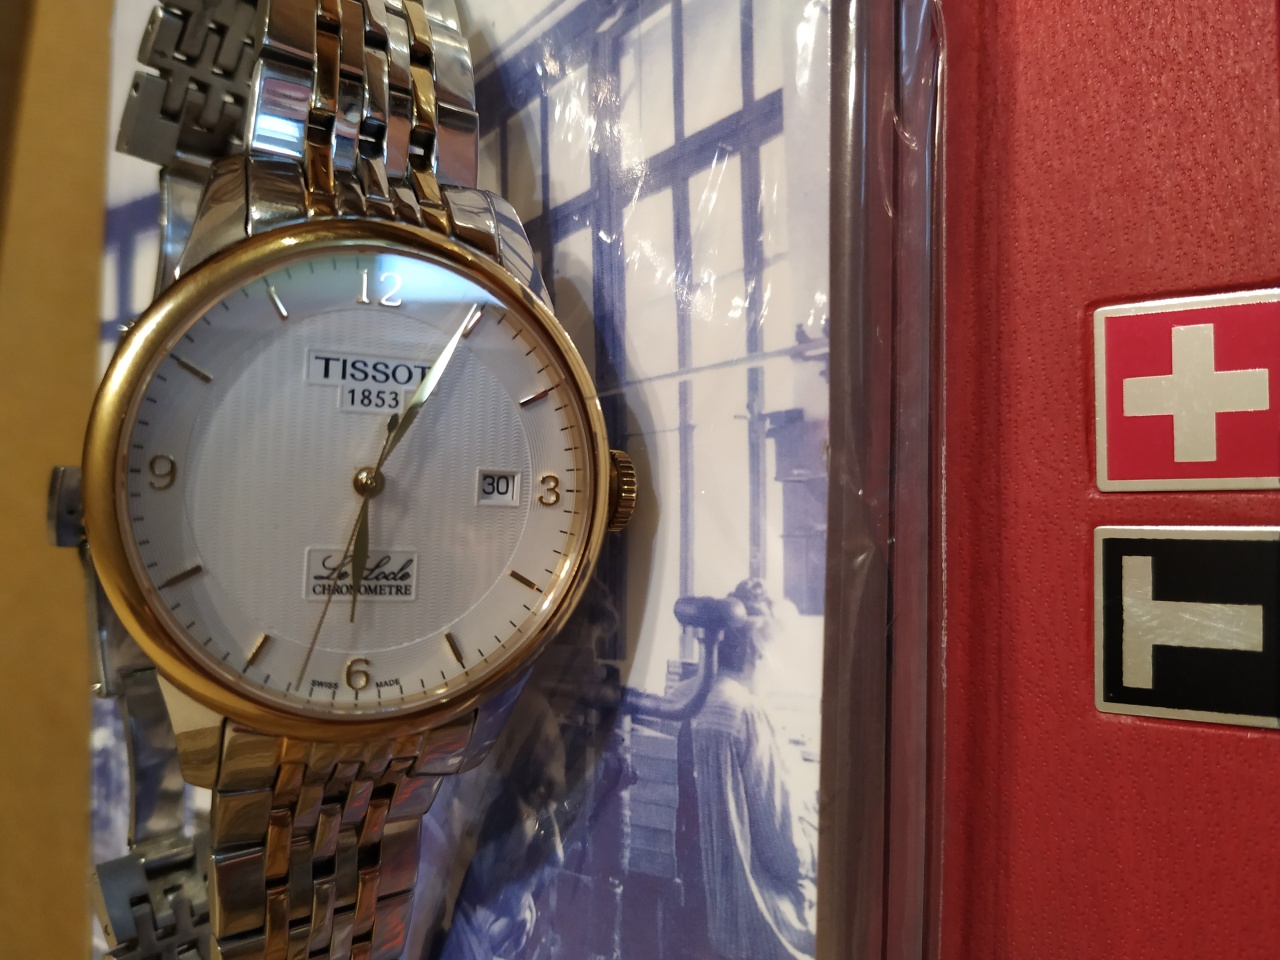 12
TISSOT
1853
9
30
3
Le Locle
CHRONOMETRE
6
SWISS MADE
T